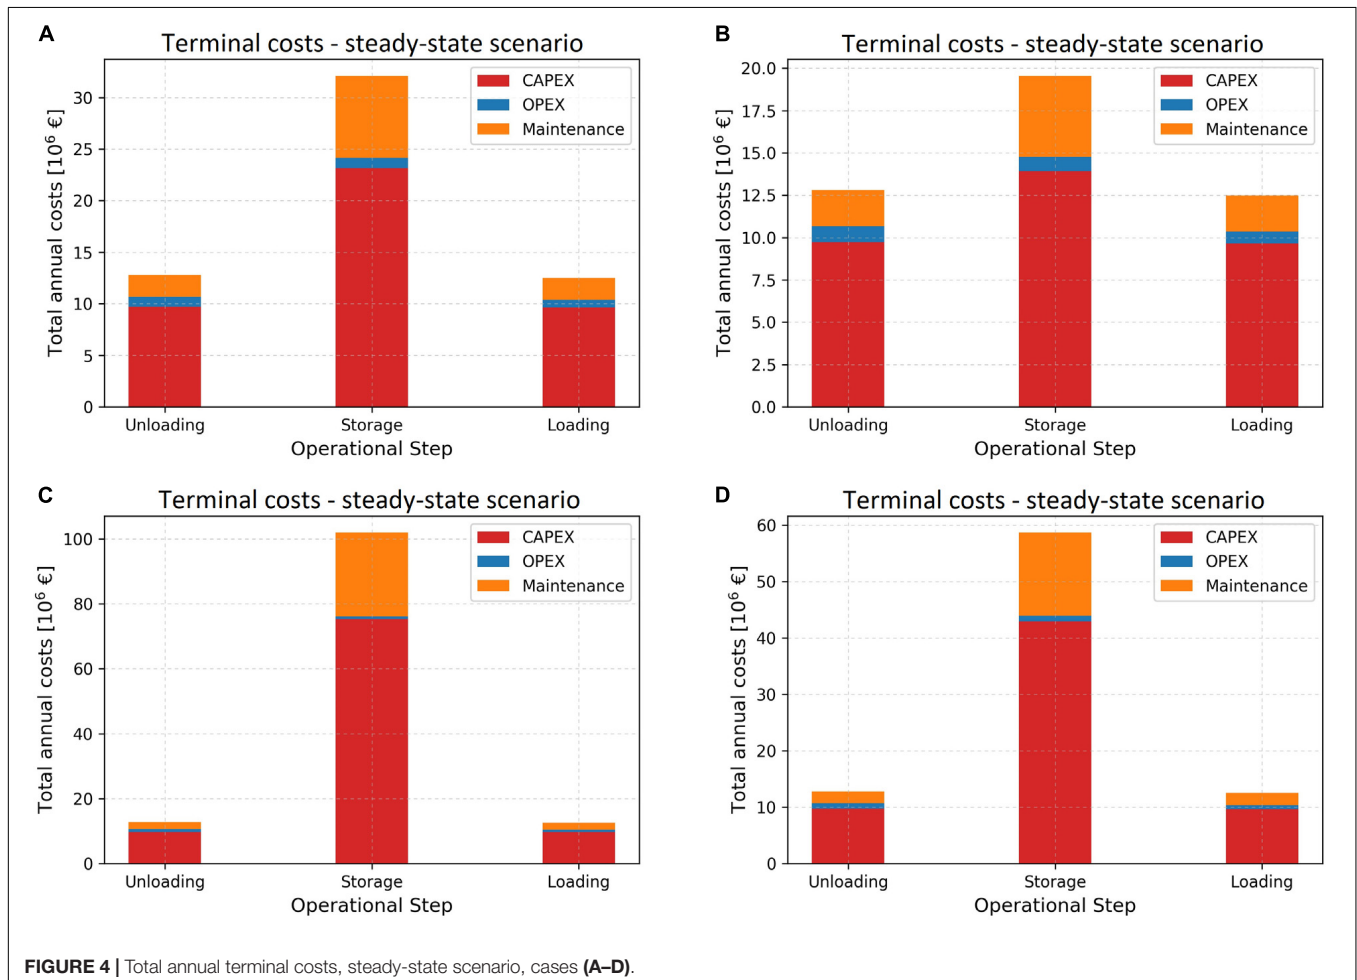 A
Terminal costs - steady-state scenario
CAPEX
OPEX
Maintenance
Total annual costs [10⁶ €]
30
25
20
15
10
5
0
Unloading
Storage
Loading
Operational Step
B
Terminal costs - steady-state scenario
CAPEX
OPEX
Maintenance
Total annual costs [10⁶ €]
20.0
17.5
15.0
12.5
10.0
7.5
5.0
2.5
0.0
Unloading
Storage
Loading
Operational Step
C
Terminal costs - steady-state scenario
CAPEX
OPEX
Maintenance
Total annual costs [10⁶ €]
100
80
60
40
20
0
Unloading
Storage
Loading
Operational Step
D
Terminal costs - steady-state scenario
CAPEX
OPEX
Maintenance
Total annual costs [10⁶ €]
60
50
40
30
20
10
0
Unloading
Storage
Loading
Operational Step
FIGURE 4 | Total annual terminal costs, steady-state scenario, cases (A–D).